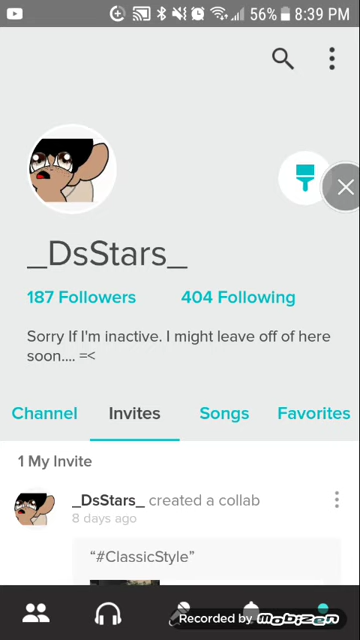 56% 8:39 PM
_DsStars_
187 Followers 404 Following
Sorry If I'm inactive. I might leave off of here
soon.... =<
Channel Invites Songs Favorites
1 My Invite
_DsStars_ created a collab
8 days ago
“#ClassicStyle”
Recorded by Mobizen